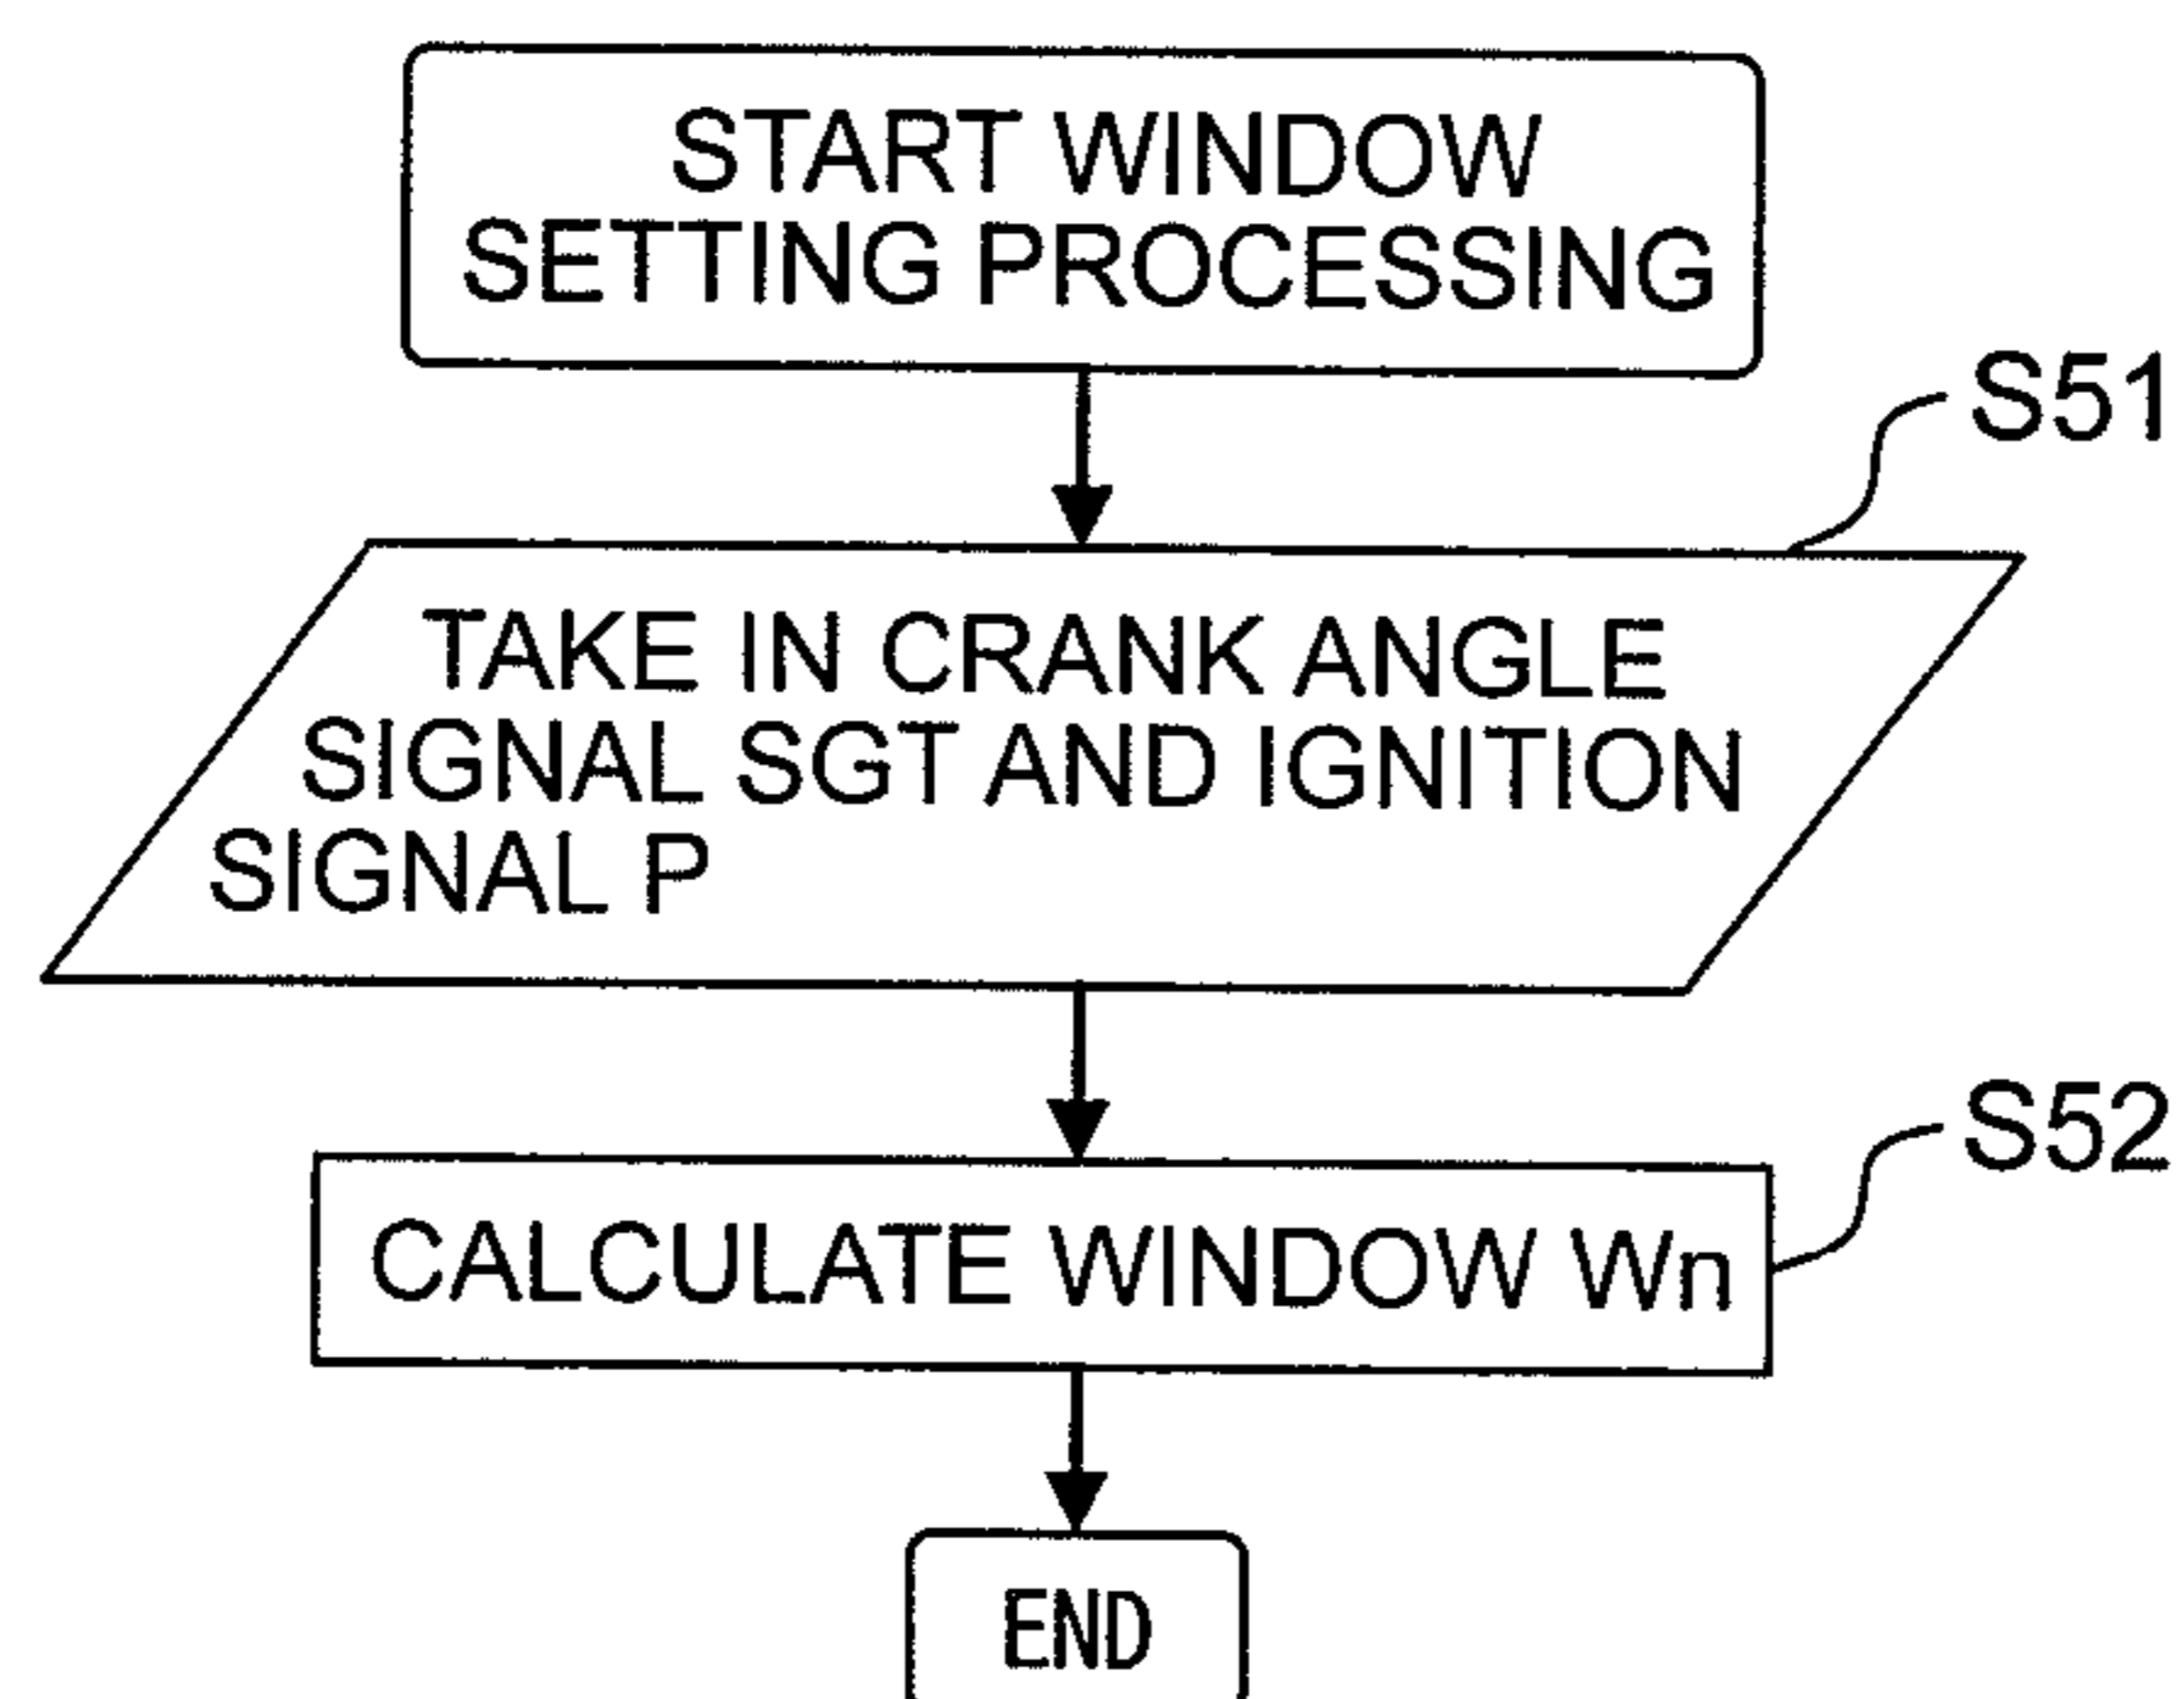 START WINDOW
SETTING PROCESSING
S51
TAKE IN CRANK ANGLE
SIGNAL SGT AND IGNITION
SIGNAL P
S52
CALCULATE WINDOW Wn
END